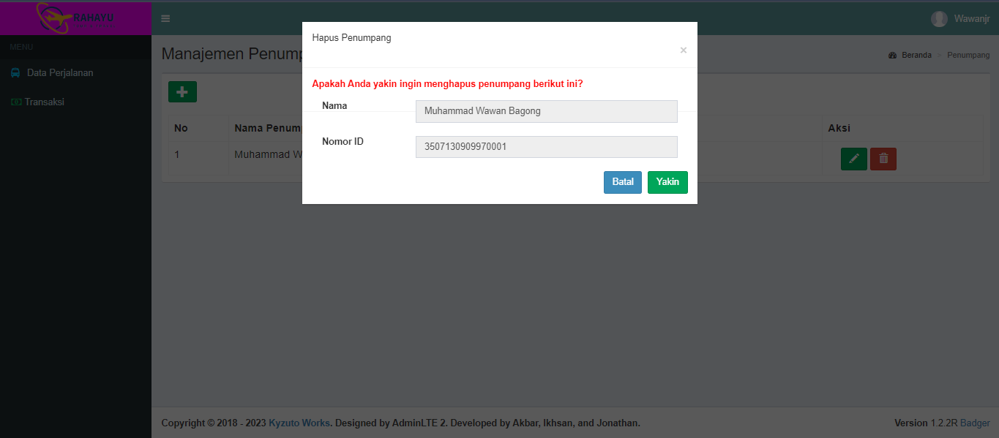 RAHAYU
Wawanjr
MENU
Data Perjalanan
Transaksi
Manajemen Penump
Beranda > Penumpang
Hapus Penumpang
×
Apakah Anda yakin ingin menghapus penumpang berikut ini?
Nama
Muhammad Wawan Bagong
Nomor ID
3507130909970001
Batal
Yakin
No
Nama Penum
Aksi
1
Muhammad W
Copyright © 2018 - 2023 Kyzuto Works. Designed by AdminLTE 2. Developed by Akbar, Ikhsan, and Jonathan.
Version 1.2.2R Badger